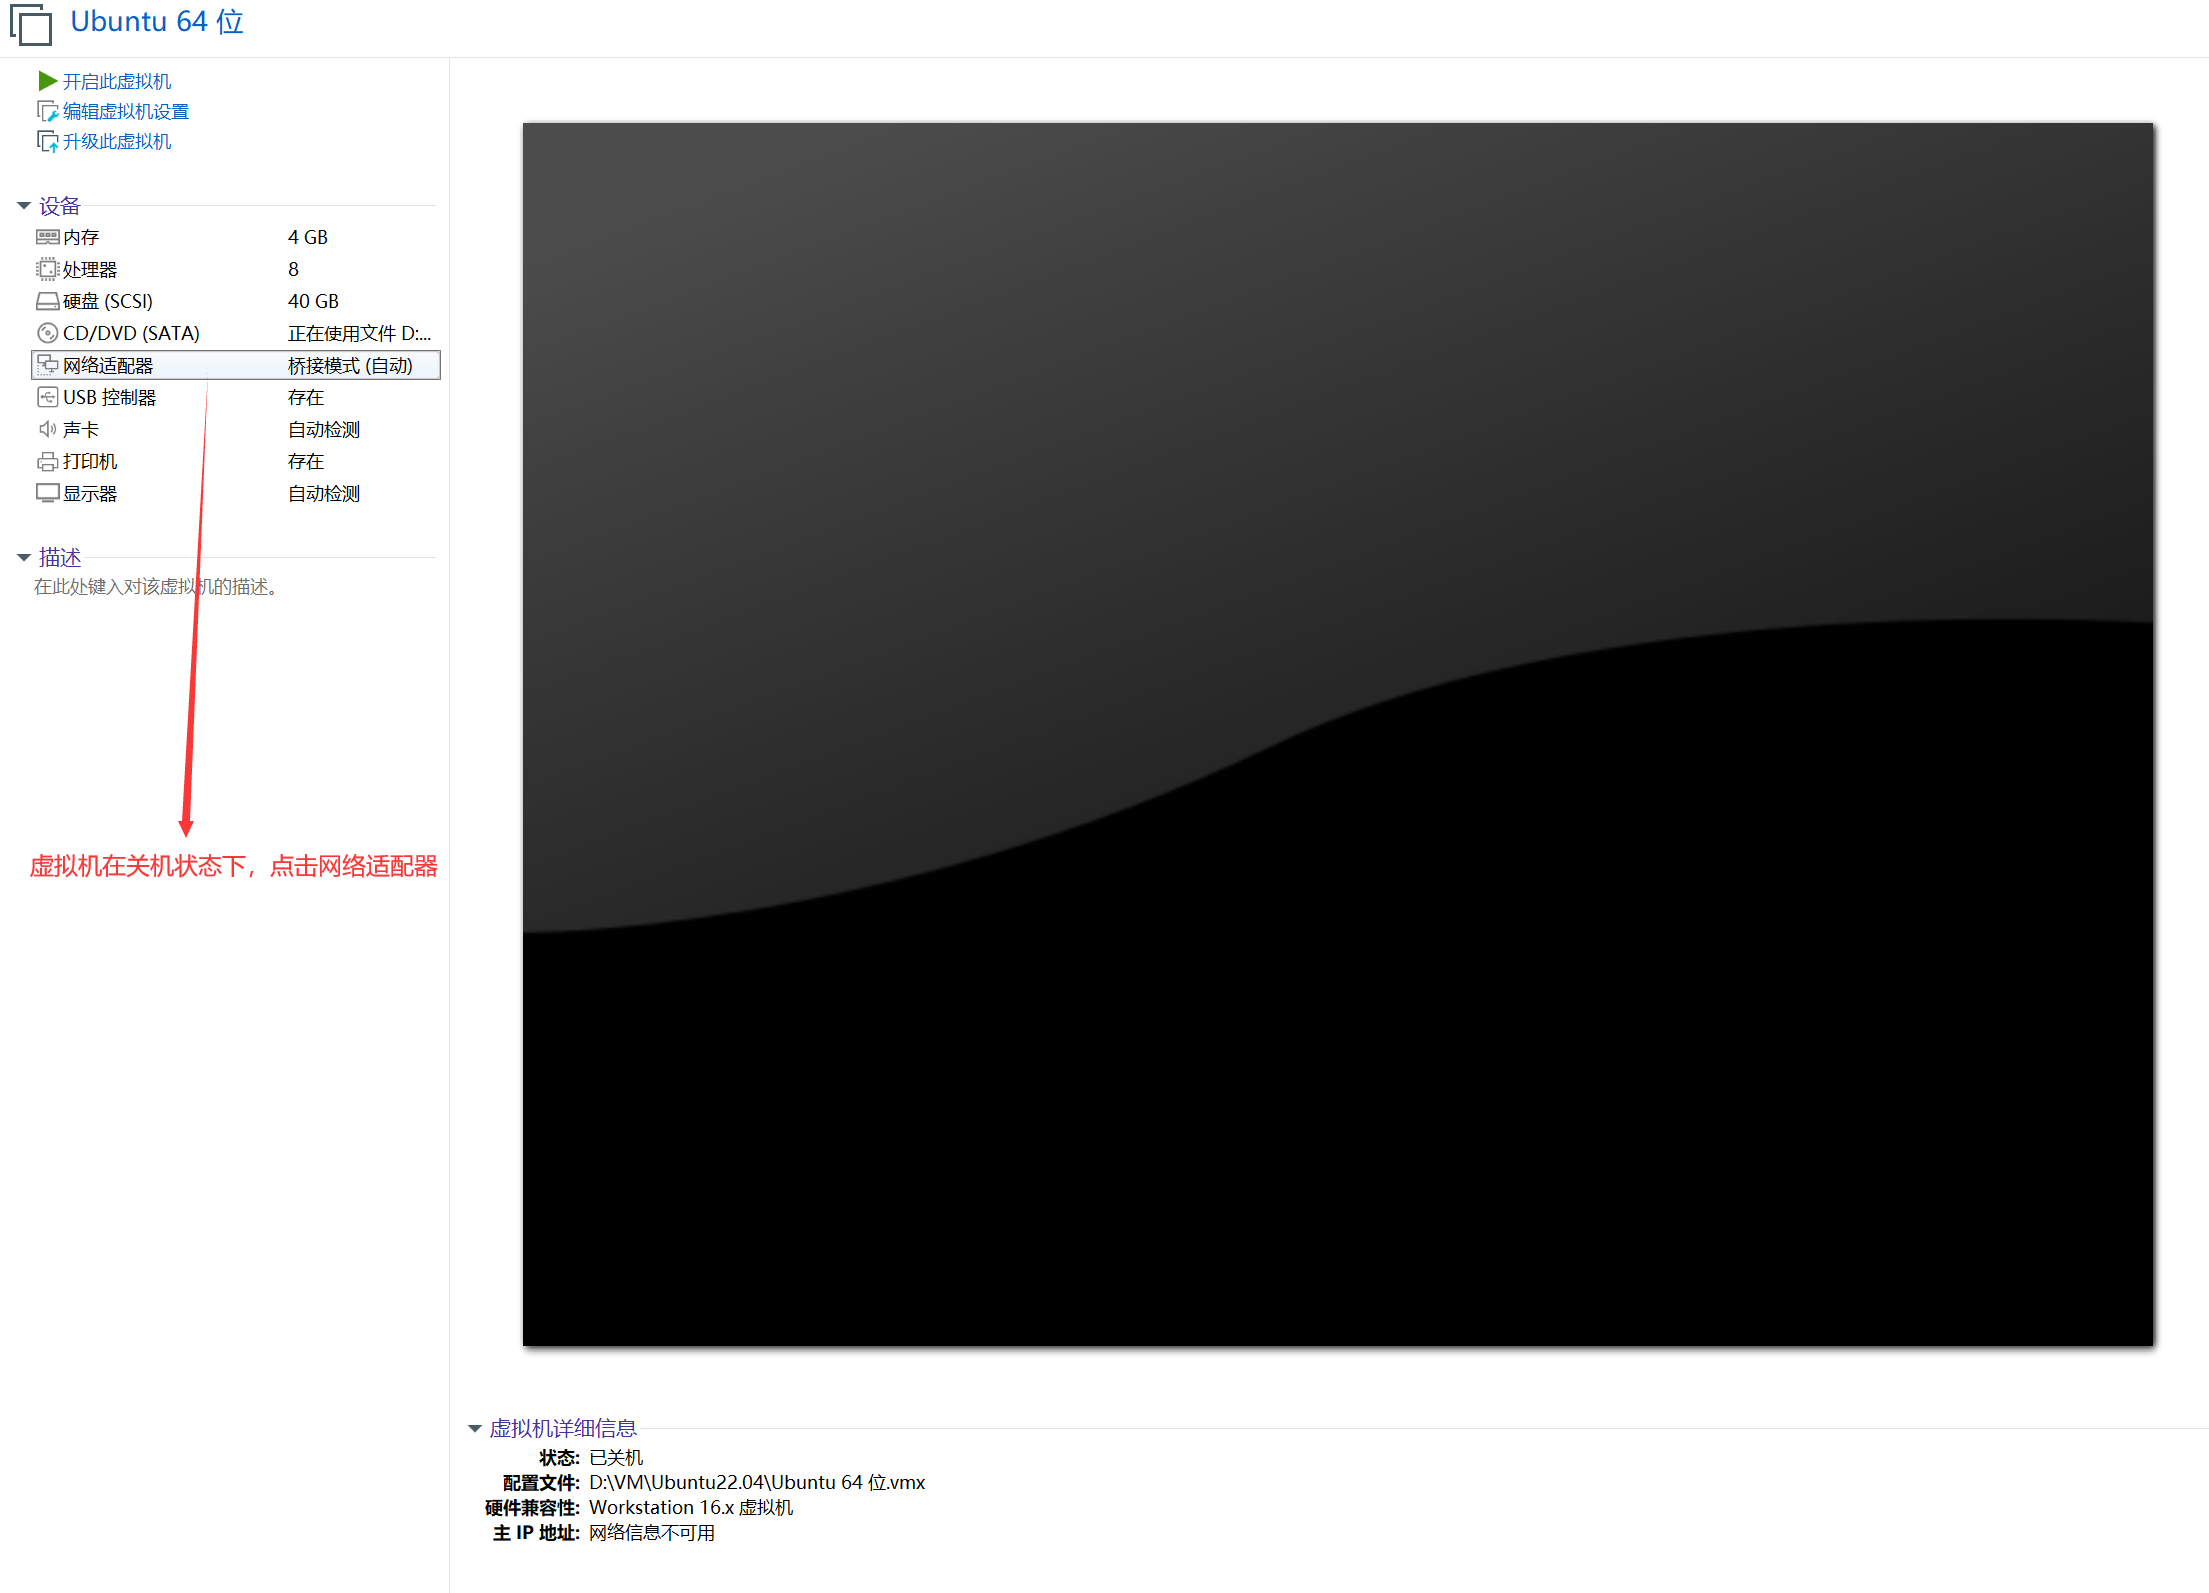 Ubuntu 64 位
开启此虚拟机
编辑虚拟机设置
升级此虚拟机
设备
内存 4 GB
处理器 8
硬盘 (SCSI) 40 GB
CD/DVD (SATA) 正在使用文件 D:...
网络适配器 桥接模式 (自动)
USB 控制器 存在
声卡 自动检测
打印机 存在
显示器 自动检测
描述
在此处键入对该虚拟机的描述。
虚拟机在关机状态下，点击网络适配器
虚拟机详细信息
状态: 已关机
配置文件: D:\VM\Ubuntu22.04\Ubuntu 64 位.vmx
硬件兼容性: Workstation 16.x 虚拟机
主 IP 地址: 网络信息不可用